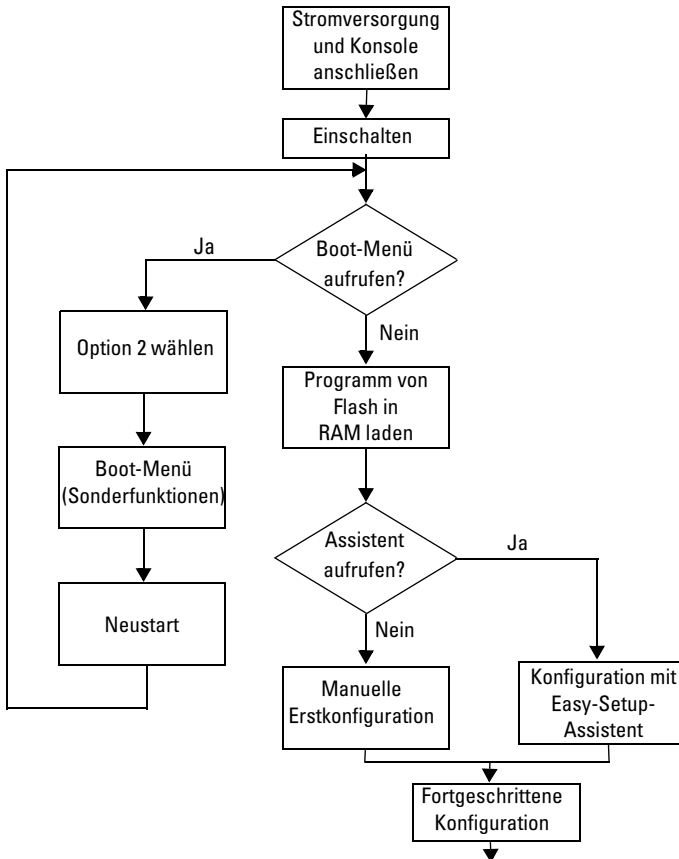 Stromversorgung
und Konsole
anschließen
Einschalten
Boot-Menü
aufrufen?
Ja
Nein
Option 2 wählen
Programm von
Flash in
RAM laden
Boot-Menü
(Sonderfunktionen)
Assistent
aufrufen?
Ja
Nein
Neustart
Manuelle
Erstkonfiguration
Konfiguration mit
Easy-Setup-
Assistent
Fortgeschrittene
Konfiguration